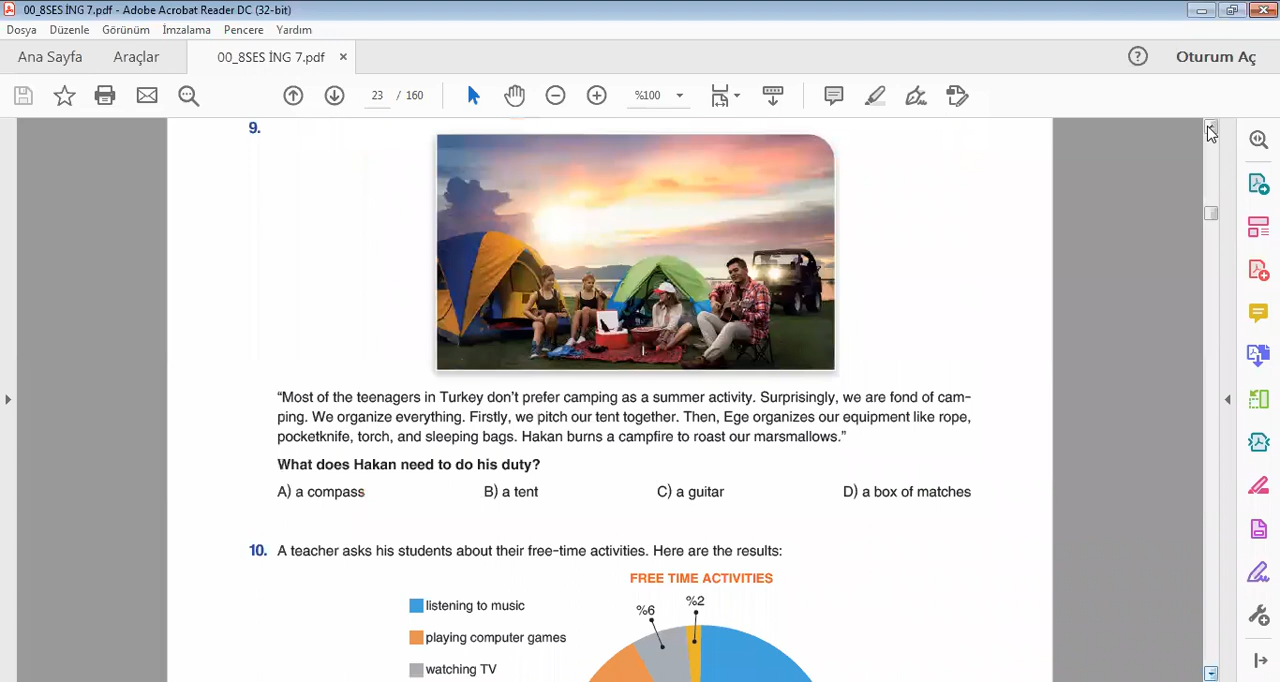 00_8SES İNG 7.pdf - Adobe Acrobat Reader DC (32-bit)
Dosya Düzenle Görünüm İmzalama Pencere Yardım
Ana Sayfa Araçlar 00_8SES İNG 7.pdf × Oturum Aç
23 / 160 %100
9.
“Most of the teenagers in Turkey don’t prefer camping as a summer activity. Surprisingly, we are fond of cam-
ping. We organize everything. Firstly, we pitch our tent together. Then, Ege organizes our equipment like rope,
pocketknife, torch, and sleeping bags. Hakan burns a campfire to roast our marsmallows.”
What does Hakan need to do his duty?
A) a compass B) a tent C) a guitar D) a box of matches
10. A teacher asks his students about their free-time activities. Here are the results:
FREE TIME ACTIVITIES
%6 %2
listening to music
playing computer games
watching TV